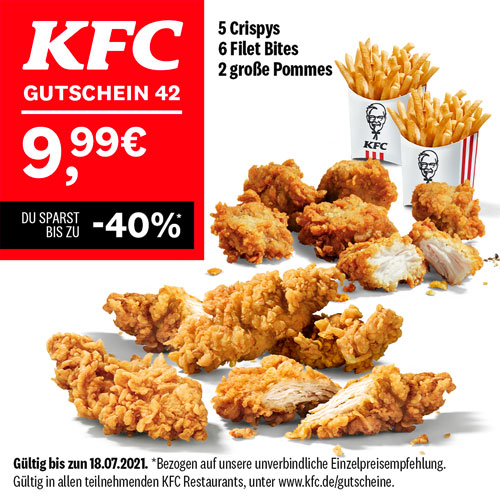 KFC
GUTSCHEIN 42
9,99€
DU SPARST
BIS ZU
-40%*
5 Crispys
6 Filet Bites
2 große Pommes
KFC
Gültig bis zun 18.07.2021. *Bezogen auf unsere unverbindliche Einzelpreisempfehlung.
Gültig in allen teilnehmenden KFC Restaurants, unter www.kfc.de/gutscheine.